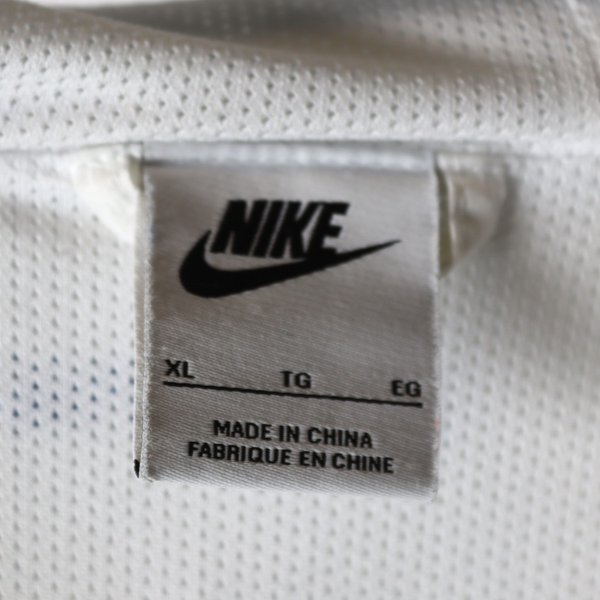 NIKE
XL TG EG
MADE IN CHINA
FABRIQUE EN CHINE